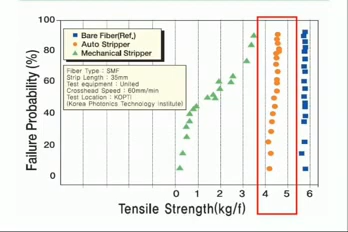 100
80
60
40
20
0
Failure Probability (%)
Bare Fiber(Ref.)
Auto Stripper
Mechanical Stripper
Fiber Type : SMF
Strip Length : 35mm
Test equipment : United
Crosshead Speed : 60mm/min
Test Location : KOPTI
(Korea Photonics Technology Institute)
0 1 2 3 4 5 6
Tensile Strength(kg/f)